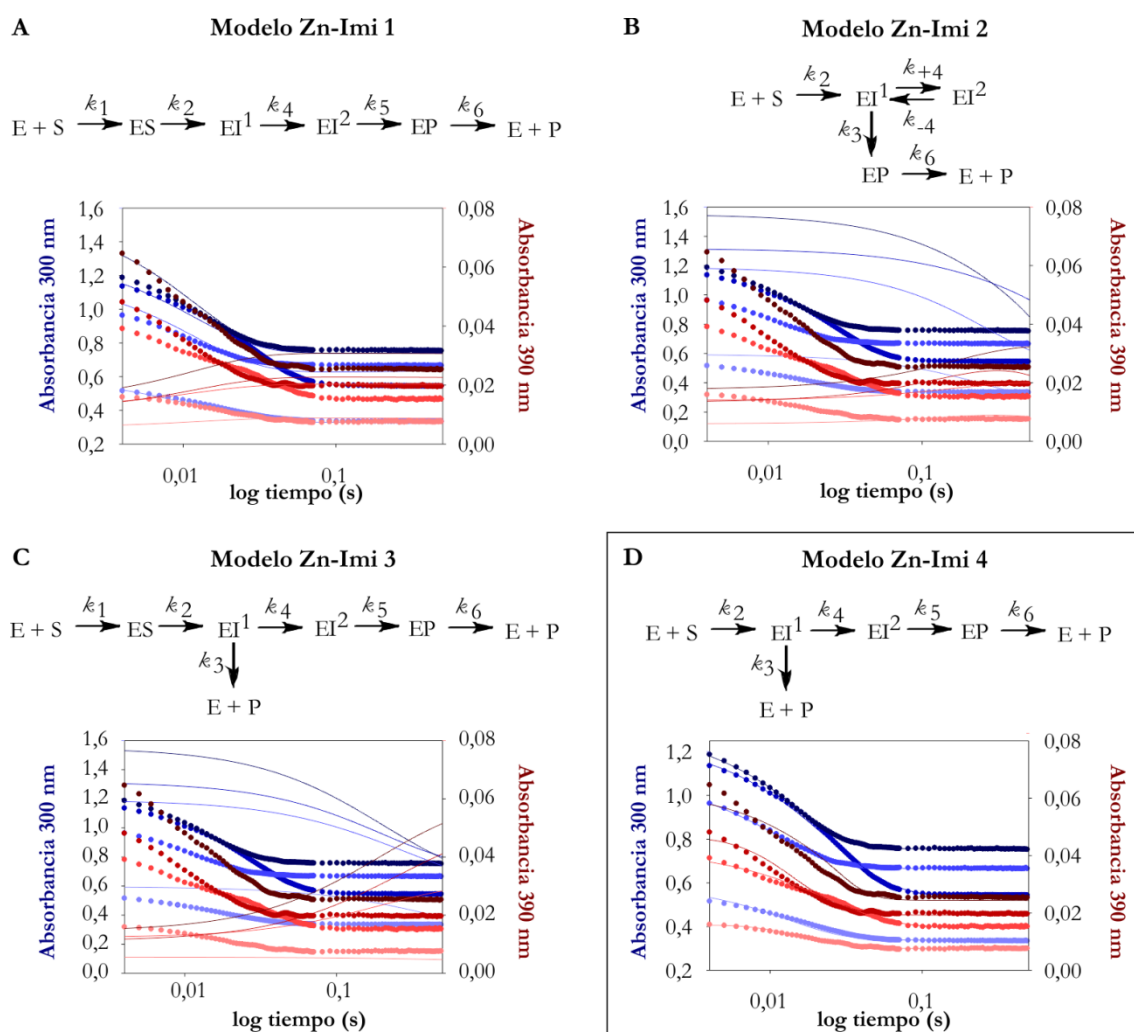 A
Modelo Zn-Imi 1
E + S k1 ES k2 EI1 k4 EI2 k5 EP k6 E + P
Absorbancia 300 nm
1,6
1,4
1,2
1,0
0,8
0,6
0,4
0,2
0,08
0,06
0,04
0,02
0,00
Absorbancia 390 nm
0,01
0,1
log tiempo (s)
B
Modelo Zn-Imi 2
E + S k2 EI1 k+4 EI2
k-4
k3
EP k6 E + P
Absorbancia 300 nm
1,6
1,4
1,2
1,0
0,8
0,6
0,4
0,2
0,0
0,08
0,06
0,04
0,02
0,00
Absorbancia 390 nm
0,01
0,1
log tiempo (s)
C
Modelo Zn-Imi 3
E + S k1 ES k2 EI1 k4 EI2 k5 EP k6 E + P
k3
E + P
Absorbancia 300 nm
1,6
1,4
1,2
1,0
0,8
0,6
0,4
0,2
0,0
0,08
0,06
0,04
0,02
0,00
Absorbancia 390 nm
0,01
0,1
log tiempo (s)
D
Modelo Zn-Imi 4
E + S k2 EI1 k4 EI2 k5 EP k6 E + P
k3
E + P
Absorbancia 300 nm
1,2
1,0
0,8
0,6
0,4
0,2
0,08
0,06
0,04
0,02
0,00
Absorbancia 390 nm
0,01
0,1
log tiempo (s)